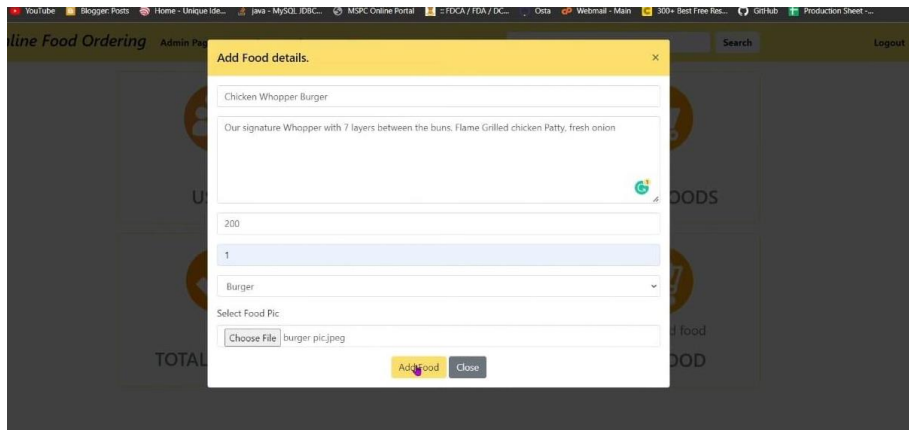 YouTube Blogger: Posts Home - Unique Ide... java - MySQL JDBC... MSPC Online Portal :: FDCA / FDA / DC... Osta Webmail - Main 300+ Best Free Res... GitHub Production Sheet -...
line Food Ordering Admin Pag Search Logout
Add Food details. ×
Chicken Whopper Burger
Our signature Whopper with 7 layers between the buns. Flame Grilled chicken Patty, fresh onion
U OODS
200
1
Burger
Select Food Pic
Choose File burger pic.jpeg
d food
TOTAL OOD
Add Food Close